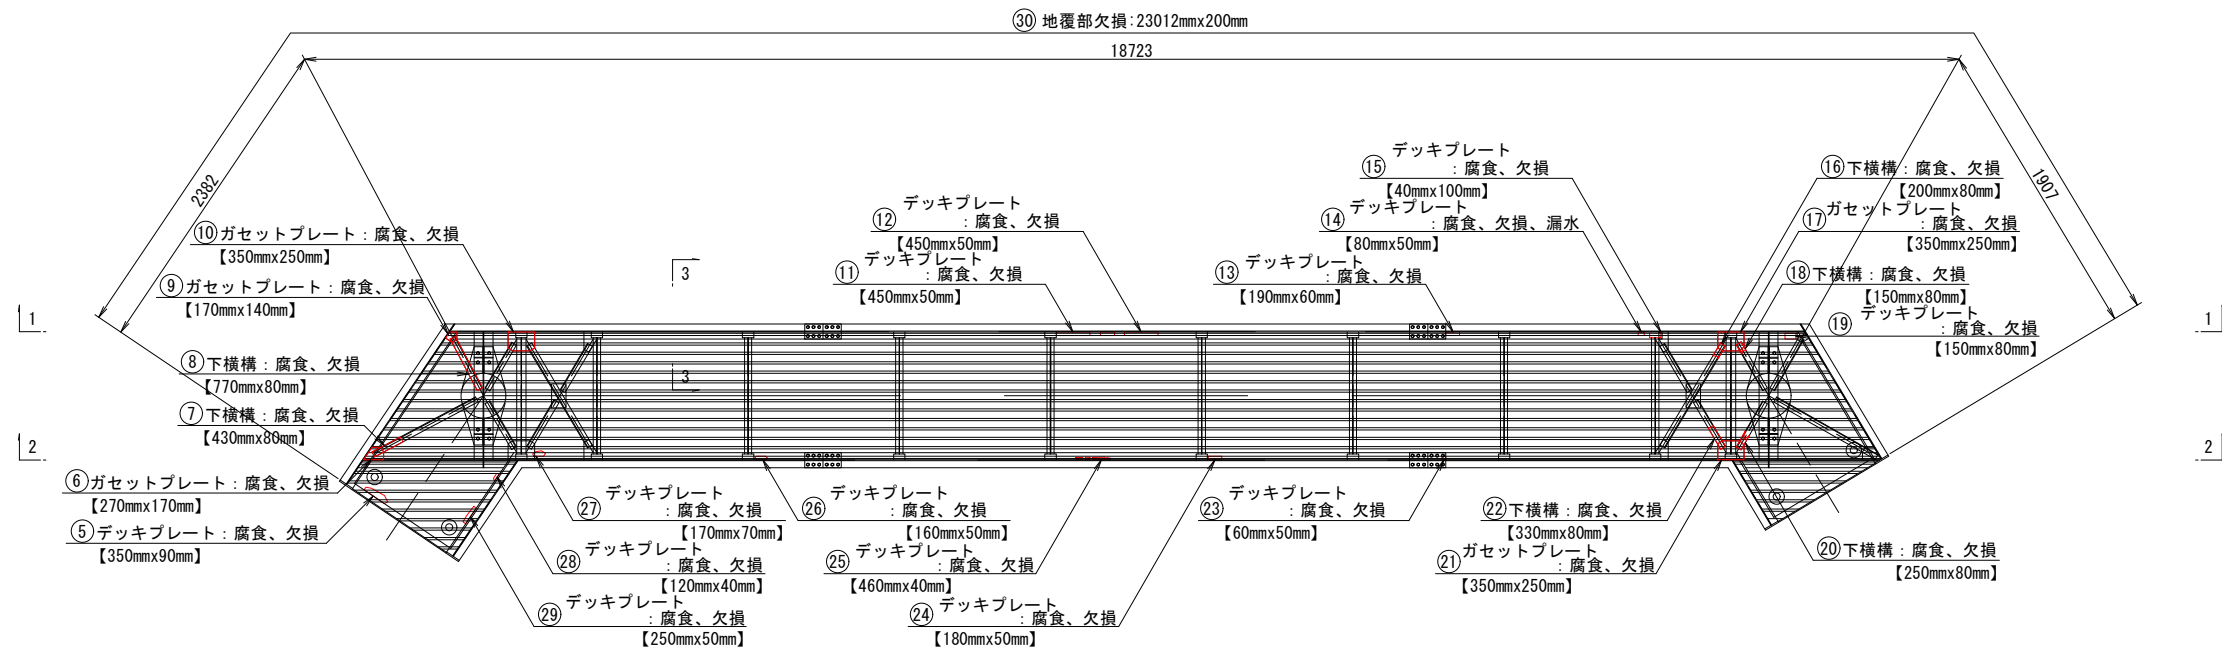 ㉚ 地覆部欠損:23012mmx200mm
18723
2382
1907
⑮ デッキプレート
：腐食、欠損
【40mmx100mm】
⑯下横構：腐食、欠損
【200mmx80mm】
⑫ デッキプレート
：腐食、欠損
【450mmx50mm】
⑭ デッキプレート
：腐食、欠損、漏水
【80mmx50mm】
⑰ ガセットプレート
：腐食、欠損
【350mmx250mm】
⑩ガセットプレート：腐食、欠損
【350mmx250mm】
⑪ デッキプレート
：腐食、欠損
【450mmx50mm】
⑬ デッキプレート
：腐食、欠損
【190mmx60mm】
⑱下横構：腐食、欠損
【150mmx80mm】
⑨ガセットプレート：腐食、欠損
【170mmx140mm】
⑲ デッキプレート
：腐食、欠損
【150mmx80mm】
3
1
1
⑧下横構：腐食、欠損
【770mmx80mm】
3
⑦下横構：腐食、欠損
【430mmx80mm】
2
2
⑥ガセットプレート：腐食、欠損
【270mmx170mm】
⑤デッキプレート：腐食、欠損
【350mmx90mm】
㉗ デッキプレート
：腐食、欠損
【170mmx70mm】
㉖ デッキプレート
：腐食、欠損
【160mmx50mm】
㉓ デッキプレート
：腐食、欠損
【60mmx50mm】
㉒下横構：腐食、欠損
【330mmx80mm】
㉘ デッキプレート
：腐食、欠損
【120mmx40mm】
㉕ デッキプレート
：腐食、欠損
【460mmx40mm】
㉑ ガセットプレート
：腐食、欠損
【350mmx250mm】
⑳下横構：腐食、欠損
【250mmx80mm】
㉙ デッキプレート
：腐食、欠損
【250mmx50mm】
㉔ デッキプレート
：腐食、欠損
【180mmx50mm】